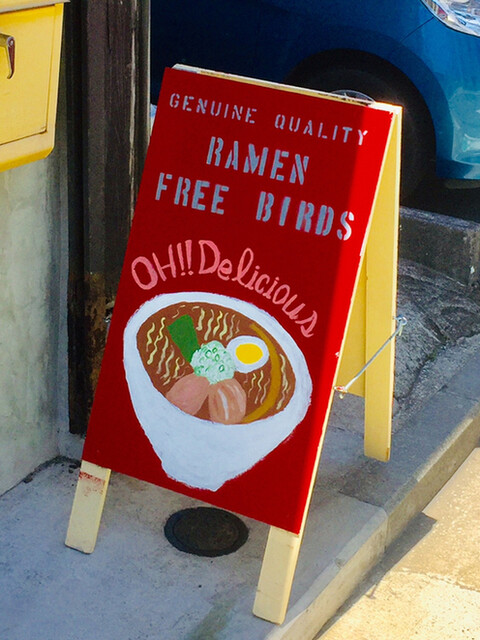 GENUINE QUALITY
RAMEN
FREE BIRDS
OH!! Delicious